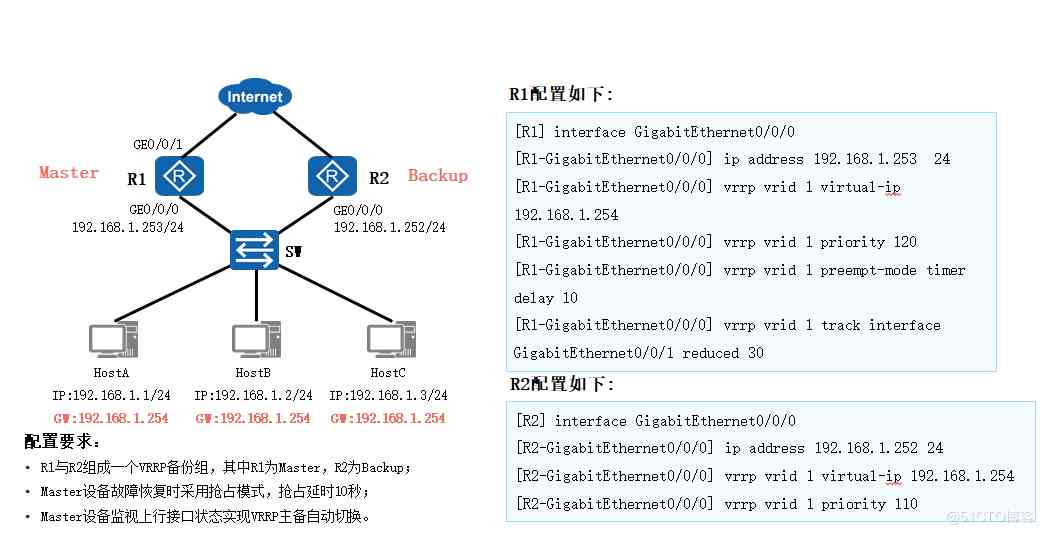 Internet
GE0/0/1
Master
R1
R
R
R2
Backup
GE0/0/0
192.168.1.253/24
GE0/0/0
192.168.1.252/24
SW
HostA
HostB
HostC
IP:192.168.1.1/24
IP:192.168.1.2/24
IP:192.168.1.3/24
GW:192.168.1.254
GW:192.168.1.254
GW:192.168.1.254
配置要求：
• R1与R2组成一个VRRP备份组，其中R1为Master，R2为Backup；
• Master设备故障恢复时采用抢占模式，抢占延时10秒；
• Master设备监视上行接口状态实现VRRP主备自动切换。
R1配置如下:
[R1] interface GigabitEthernet0/0/0
[R1-GigabitEthernet0/0/0] ip address 192.168.1.253 24
[R1-GigabitEthernet0/0/0] vrrp vrid 1 virtual-ip
192.168.1.254
[R1-GigabitEthernet0/0/0] vrrp vrid 1 priority 120
[R1-GigabitEthernet0/0/0] vrrp vrid 1 preempt-mode timer
delay 10
[R1-GigabitEthernet0/0/0] vrrp vrid 1 track interface
GigabitEthernet0/0/1 reduced 30
R2配置如下:
[R2] interface GigabitEthernet0/0/0
[R2-GigabitEthernet0/0/0] ip address 192.168.1.252 24
[R2-GigabitEthernet0/0/0] vrrp vrid 1 virtual-ip 192.168.1.254
[R2-GigabitEthernet0/0/0] vrrp vrid 1 priority 110
@51CTO博客